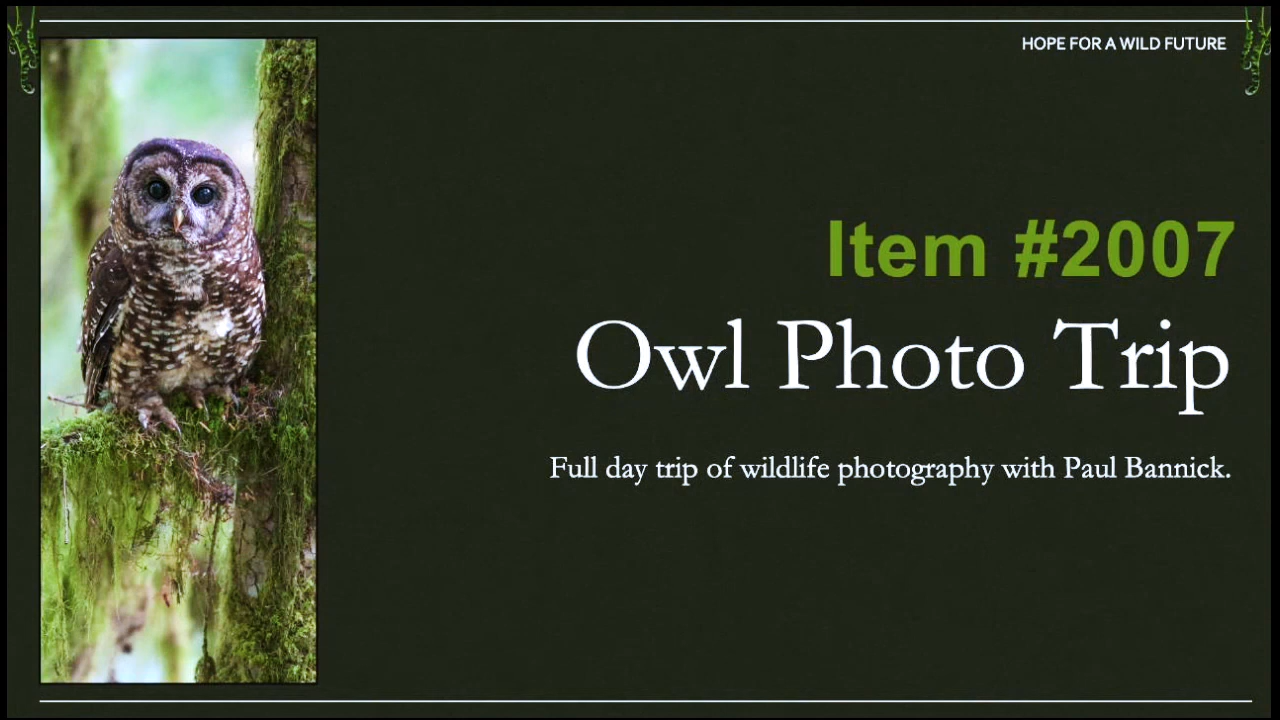 HOPE FOR A WILD FUTURE
Item #2007
Owl Photo Trip
Full day trip of wildlife photography with Paul Bannick.